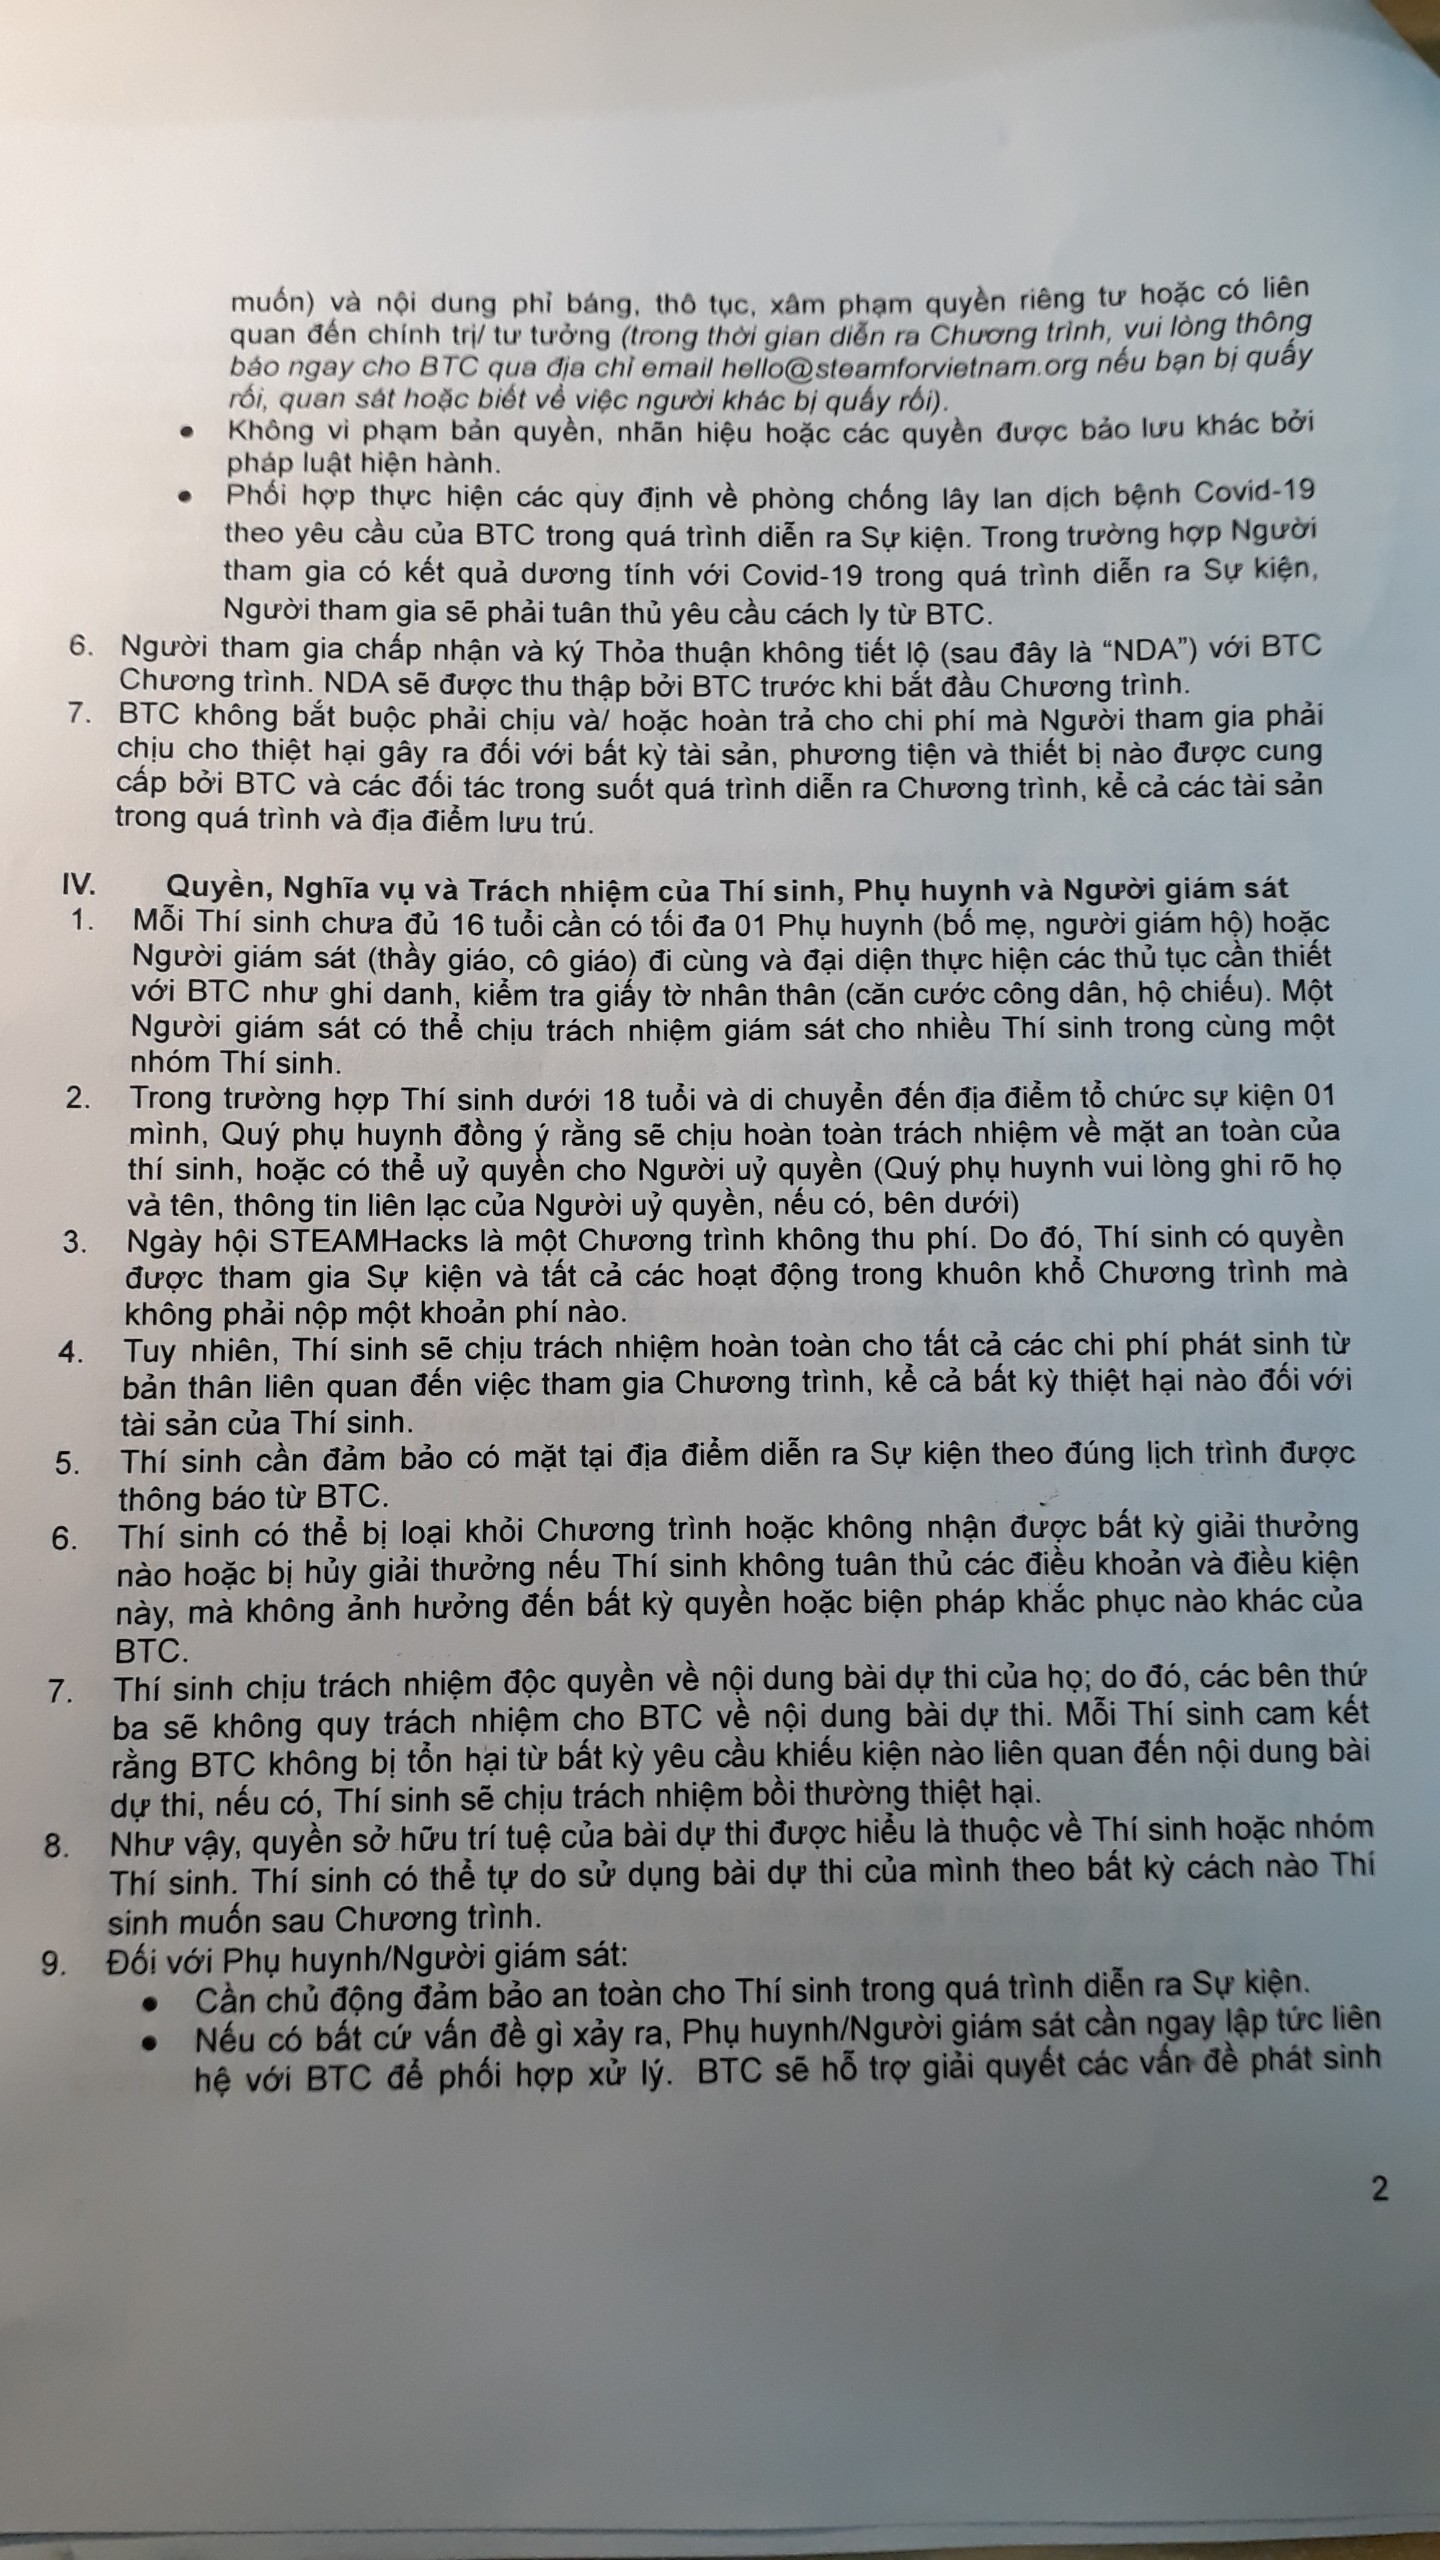 muốn) và nội dung phỉ báng, thô tục, xâm phạm quyền riêng tư hoặc có liên
quan đến chính trị/ tư tưởng (trong thời gian diễn ra Chương trình, vui lòng thông
báo ngay cho BTC qua địa chỉ email hello@steamforvietnam.org nếu bạn bị quấy
rối, quan sát hoặc biết về việc người khác bị quấy rối).
● Không vi phạm bản quyền, nhãn hiệu hoặc các quyền được bảo lưu khác bởi
pháp luật hiện hành.
● Phối hợp thực hiện các quy định về phòng chống lây lan dịch bệnh Covid-19
theo yêu cầu của BTC trong quá trình diễn ra Sự kiện. Trong trường hợp Người
tham gia có kết quả dương tính với Covid-19 trong quá trình diễn ra Sự kiện,
Người tham gia sẽ phải tuân thủ yêu cầu cách ly từ BTC.
6. Người tham gia chấp nhận và ký Thỏa thuận không tiết lộ (sau đây là “NDA”) với BTC
Chương trình. NDA sẽ được thu thập bởi BTC trước khi bắt đầu Chương trình.
7. BTC không bắt buộc phải chịu và/ hoặc hoàn trả cho chi phí mà Người tham gia phải
chịu cho thiệt hại gây ra đối với bất kỳ tài sản, phương tiện và thiết bị nào được cung
cấp bởi BTC và các đối tác trong suốt quá trình diễn ra Chương trình, kể cả các tài sản
trong quá trình và địa điểm lưu trú.
IV. Quyền, Nghĩa vụ và Trách nhiệm của Thí sinh, Phụ huynh và Người giám sát
1. Mỗi Thí sinh chưa đủ 16 tuổi cần có tối đa 01 Phụ huynh (bố mẹ, người giám hộ) hoặc
Người giám sát (thầy giáo, cô giáo) đi cùng và đại diện thực hiện các thủ tục cần thiết
với BTC như ghi danh, kiểm tra giấy tờ nhân thân (căn cước công dân, hộ chiếu). Một
Người giám sát có thể chịu trách nhiệm giám sát cho nhiều Thí sinh trong cùng một
nhóm Thí sinh.
2. Trong trường hợp Thí sinh dưới 18 tuổi và di chuyển đến địa điểm tổ chức sự kiện 01
mình, Quý phụ huynh đồng ý rằng sẽ chịu hoàn toàn trách nhiệm về mặt an toàn của
thí sinh, hoặc có thể uỷ quyền cho Người uỷ quyền (Quý phụ huynh vui lòng ghi rõ họ
và tên, thông tin liên lạc của Người uỷ quyền, nếu có, bên dưới)
3. Ngày hội STEAMHacks là một Chương trình không thu phí. Do đó, Thí sinh có quyền
được tham gia Sự kiện và tất cả các hoạt động trong khuôn khổ Chương trình mà
không phải nộp một khoản phí nào.
4. Tuy nhiên, Thí sinh sẽ chịu trách nhiệm hoàn toàn cho tất cả các chi phí phát sinh từ
bản thân liên quan đến việc tham gia Chương trình, kể cả bất kỳ thiệt hại nào đối với
tài sản của Thí sinh.
5. Thí sinh cần đảm bảo có mặt tại địa điểm diễn ra Sự kiện theo đúng lịch trình được
thông báo từ BTC.
6. Thí sinh có thể bị loại khỏi Chương trình hoặc không nhận được bất kỳ giải thưởng
nào hoặc bị hủy giải thưởng nếu Thí sinh không tuân thủ các điều khoản và điều kiện
này, mà không ảnh hưởng đến bất kỳ quyền hoặc biện pháp khắc phục nào khác của
BTC.
7. Thí sinh chịu trách nhiệm độc quyền về nội dung bài dự thi của họ; do đó, các bên thứ
ba sẽ không quy trách nhiệm cho BTC về nội dung bài dự thi. Mỗi Thí sinh cam kết
rằng BTC không bị tổn hại từ bất kỳ yêu cầu khiếu kiện nào liên quan đến nội dung bài
dự thi, nếu có, Thí sinh sẽ chịu trách nhiệm bồi thường thiệt hại.
8. Như vậy, quyền sở hữu trí tuệ của bài dự thi được hiểu là thuộc về Thí sinh hoặc nhóm
Thí sinh. Thí sinh có thể tự do sử dụng bài dự thi của mình theo bất kỳ cách nào Thí
sinh muốn sau Chương trình.
9. Đối với Phụ huynh/Người giám sát:
● Cần chủ động đảm bảo an toàn cho Thí sinh trong quá trình diễn ra Sự kiện.
● Nếu có bất cứ vấn đề gì xảy ra, Phụ huynh/Người giám sát cần ngay lập tức liên
hệ với BTC để phối hợp xử lý. BTC sẽ hỗ trợ giải quyết các vấn đề phát sinh
2